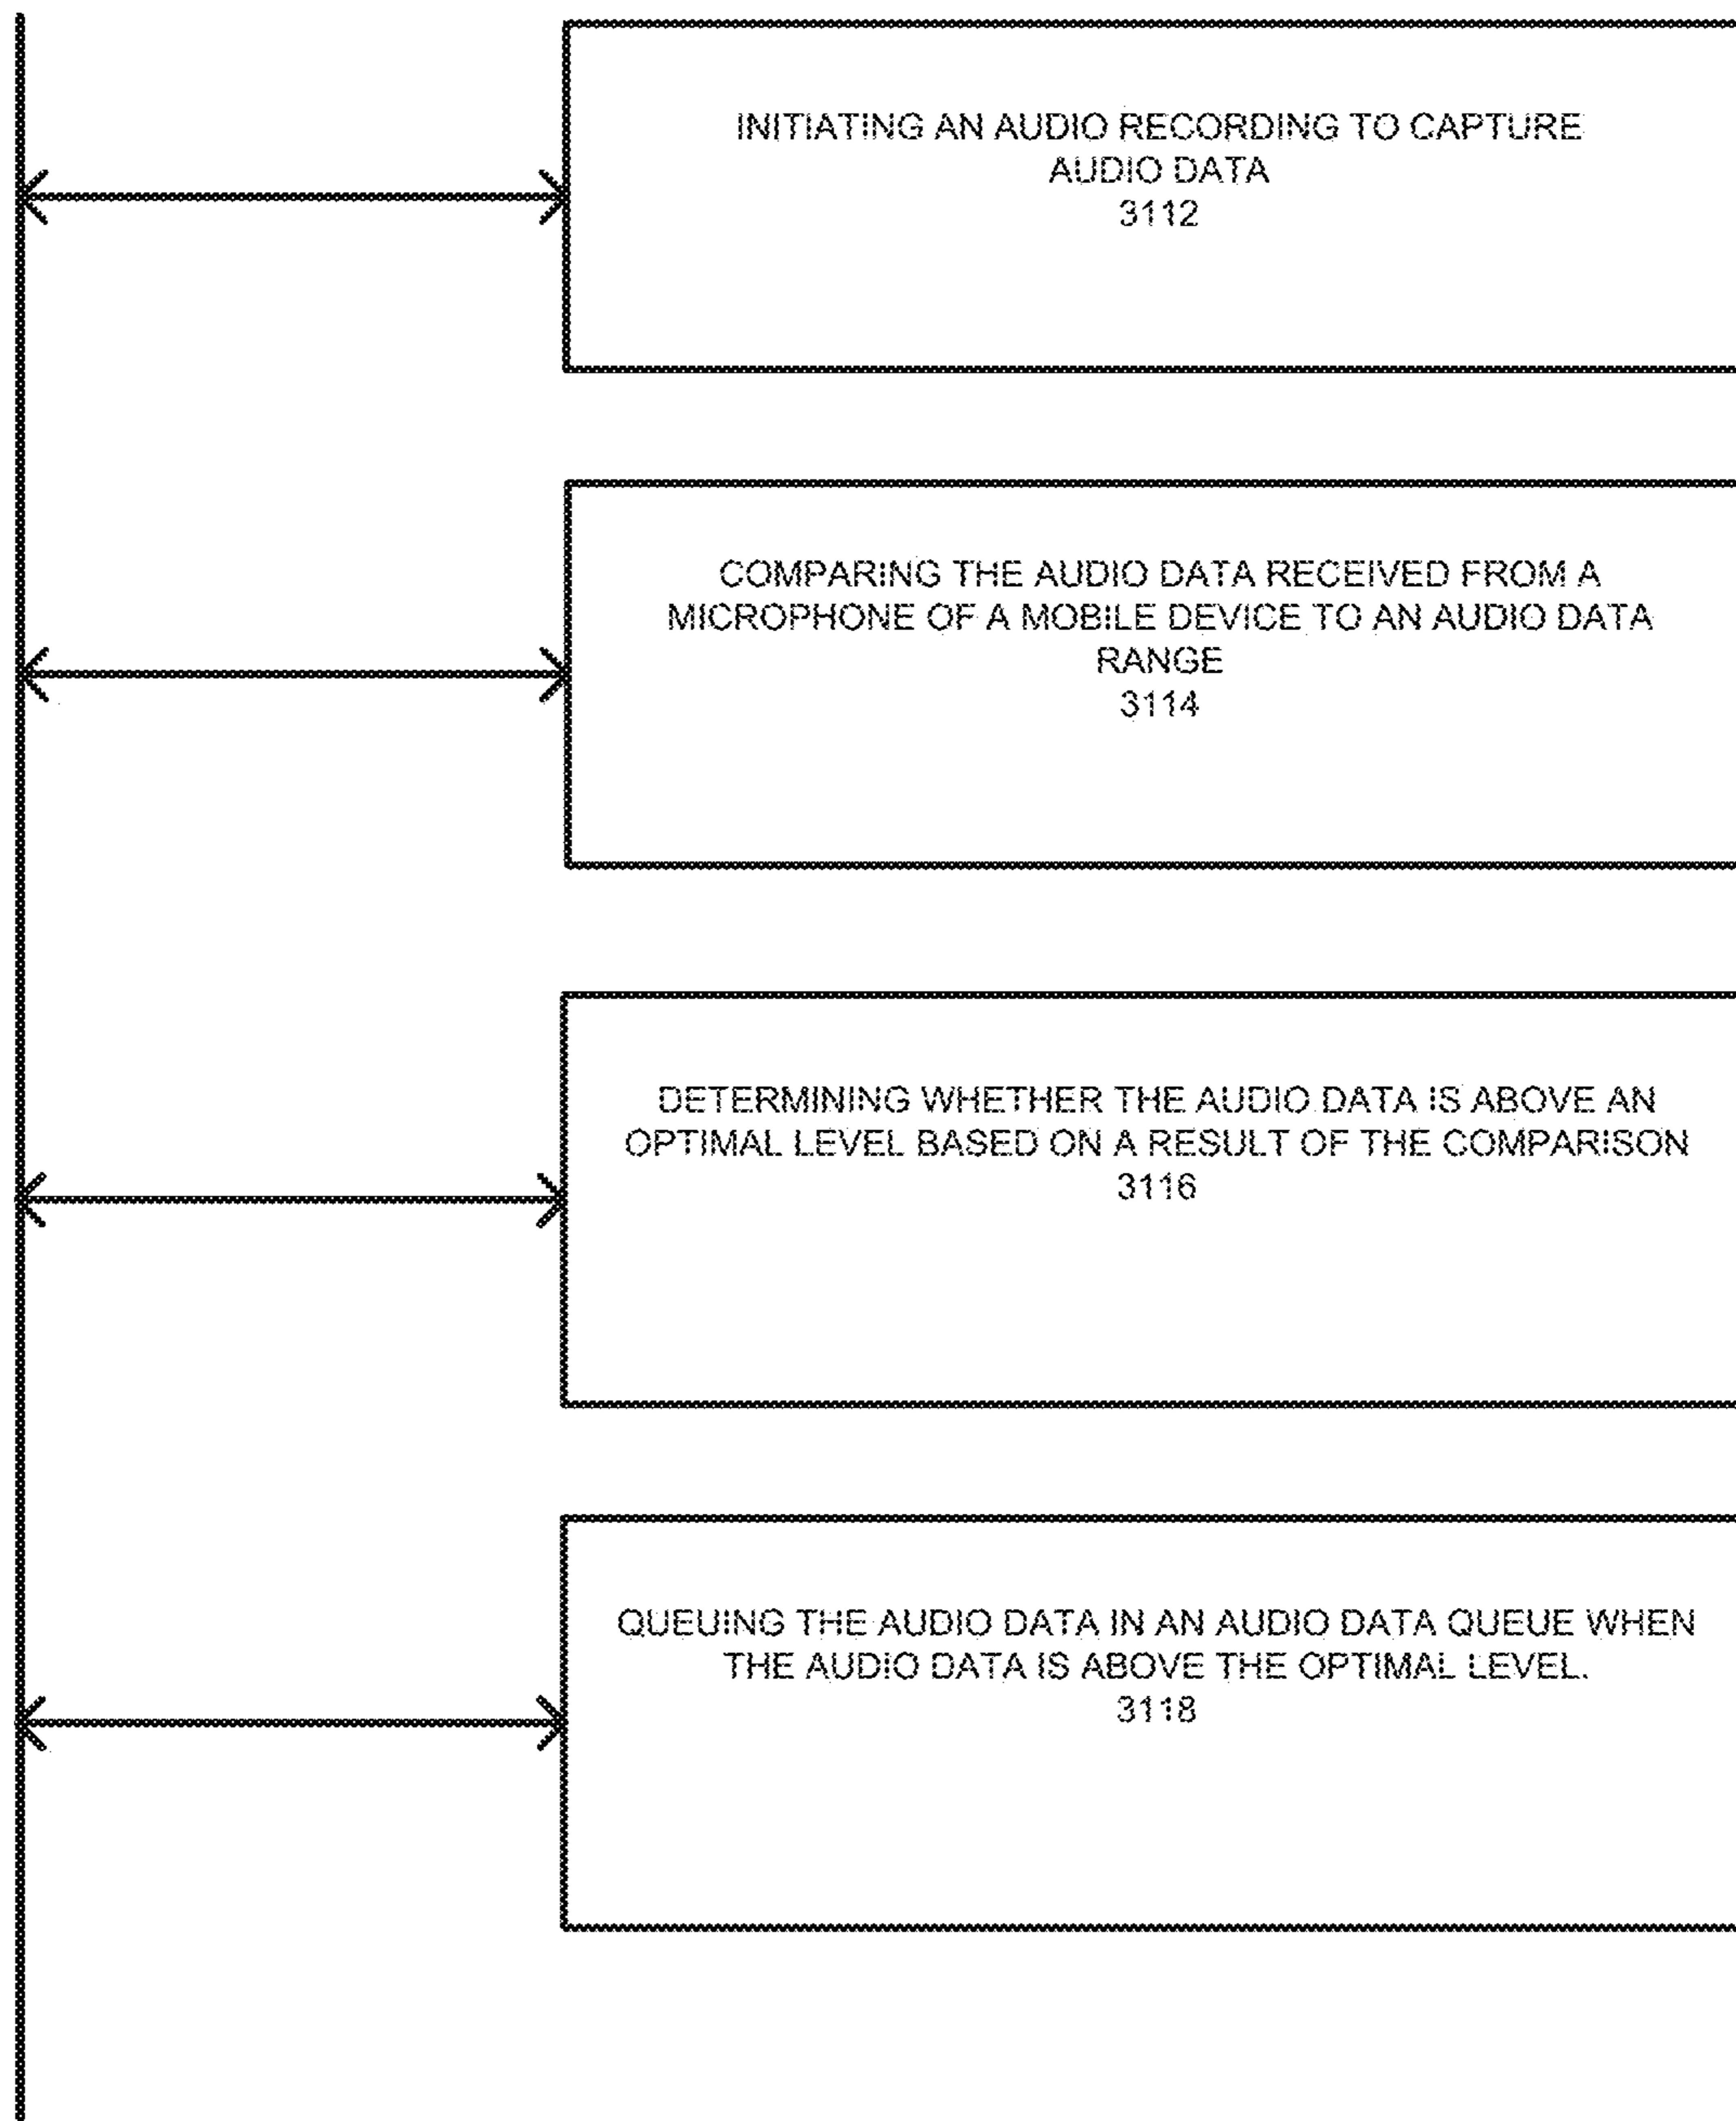 INITIATING AN AUDIO RECORDING TO CAPTURE
AUDIO DATA
3112
COMPARING THE AUDIO DATA RECEIVED FROM A
MICROPHONE OF A MOBILE DEVICE TO AN AUDIO DATA
RANGE
3114
DETERMINING WHETHER THE AUDIO DATA IS ABOVE AN
OPTIMAL LEVEL BASED ON A RESULT OF THE COMPARISON
3116
QUEUING THE AUDIO DATA IN AN AUDIO DATA QUEUE WHEN
THE AUDIO DATA IS ABOVE THE OPTIMAL LEVEL.
3118